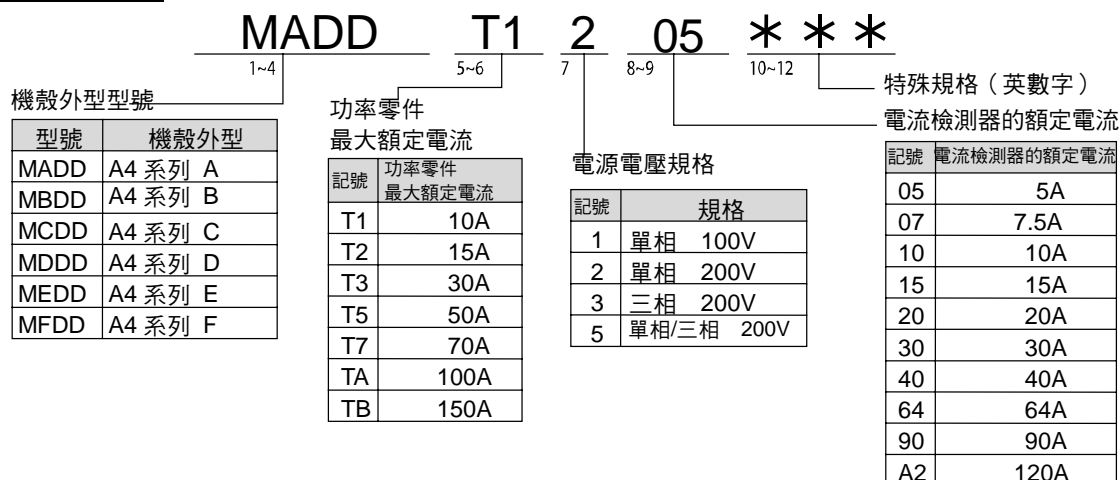 MADD T1 2 05 ＊＊＊
1~4 5~6 7 8~9 10~12
機殼外型型號
型號 機殼外型
MADD A4 系列 A
MBDD A4 系列 B
MCDD A4 系列 C
MDDD A4 系列 D
MEDD A4 系列 E
MFDD A4 系列 F
功率零件
最大額定電流
記號 功率零件
最大額定電流
T1 10A
T2 15A
T3 30A
T5 50A
T7 70A
TA 100A
TB 150A
電源電壓規格
記號 規格
1 單相 100V
2 單相 200V
3 三相 200V
5 單相/三相 200V
特殊規格（英數字）
電流檢測器的額定電流
記號 電流檢測器的額定電流
05 5A
07 7.5A
10 10A
15 15A
20 20A
30 30A
40 40A
64 64A
90 90A
A2 120A